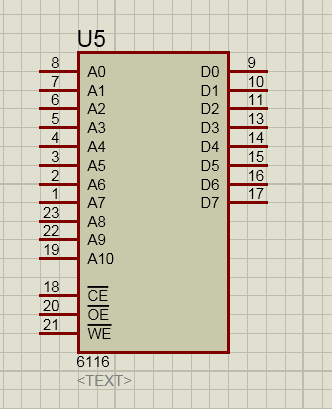 U5
8 A0 D0 9
7 A1 D1 10
6 A2 D2 11
5 A3 D3 13
4 A4 D4 14
3 A5 D5 15
2 A6 D6 16
1 A7 D7 17
23 A8
22 A9
19 A10
18 CE
20 OE
21 WE
6116
<TEXT>